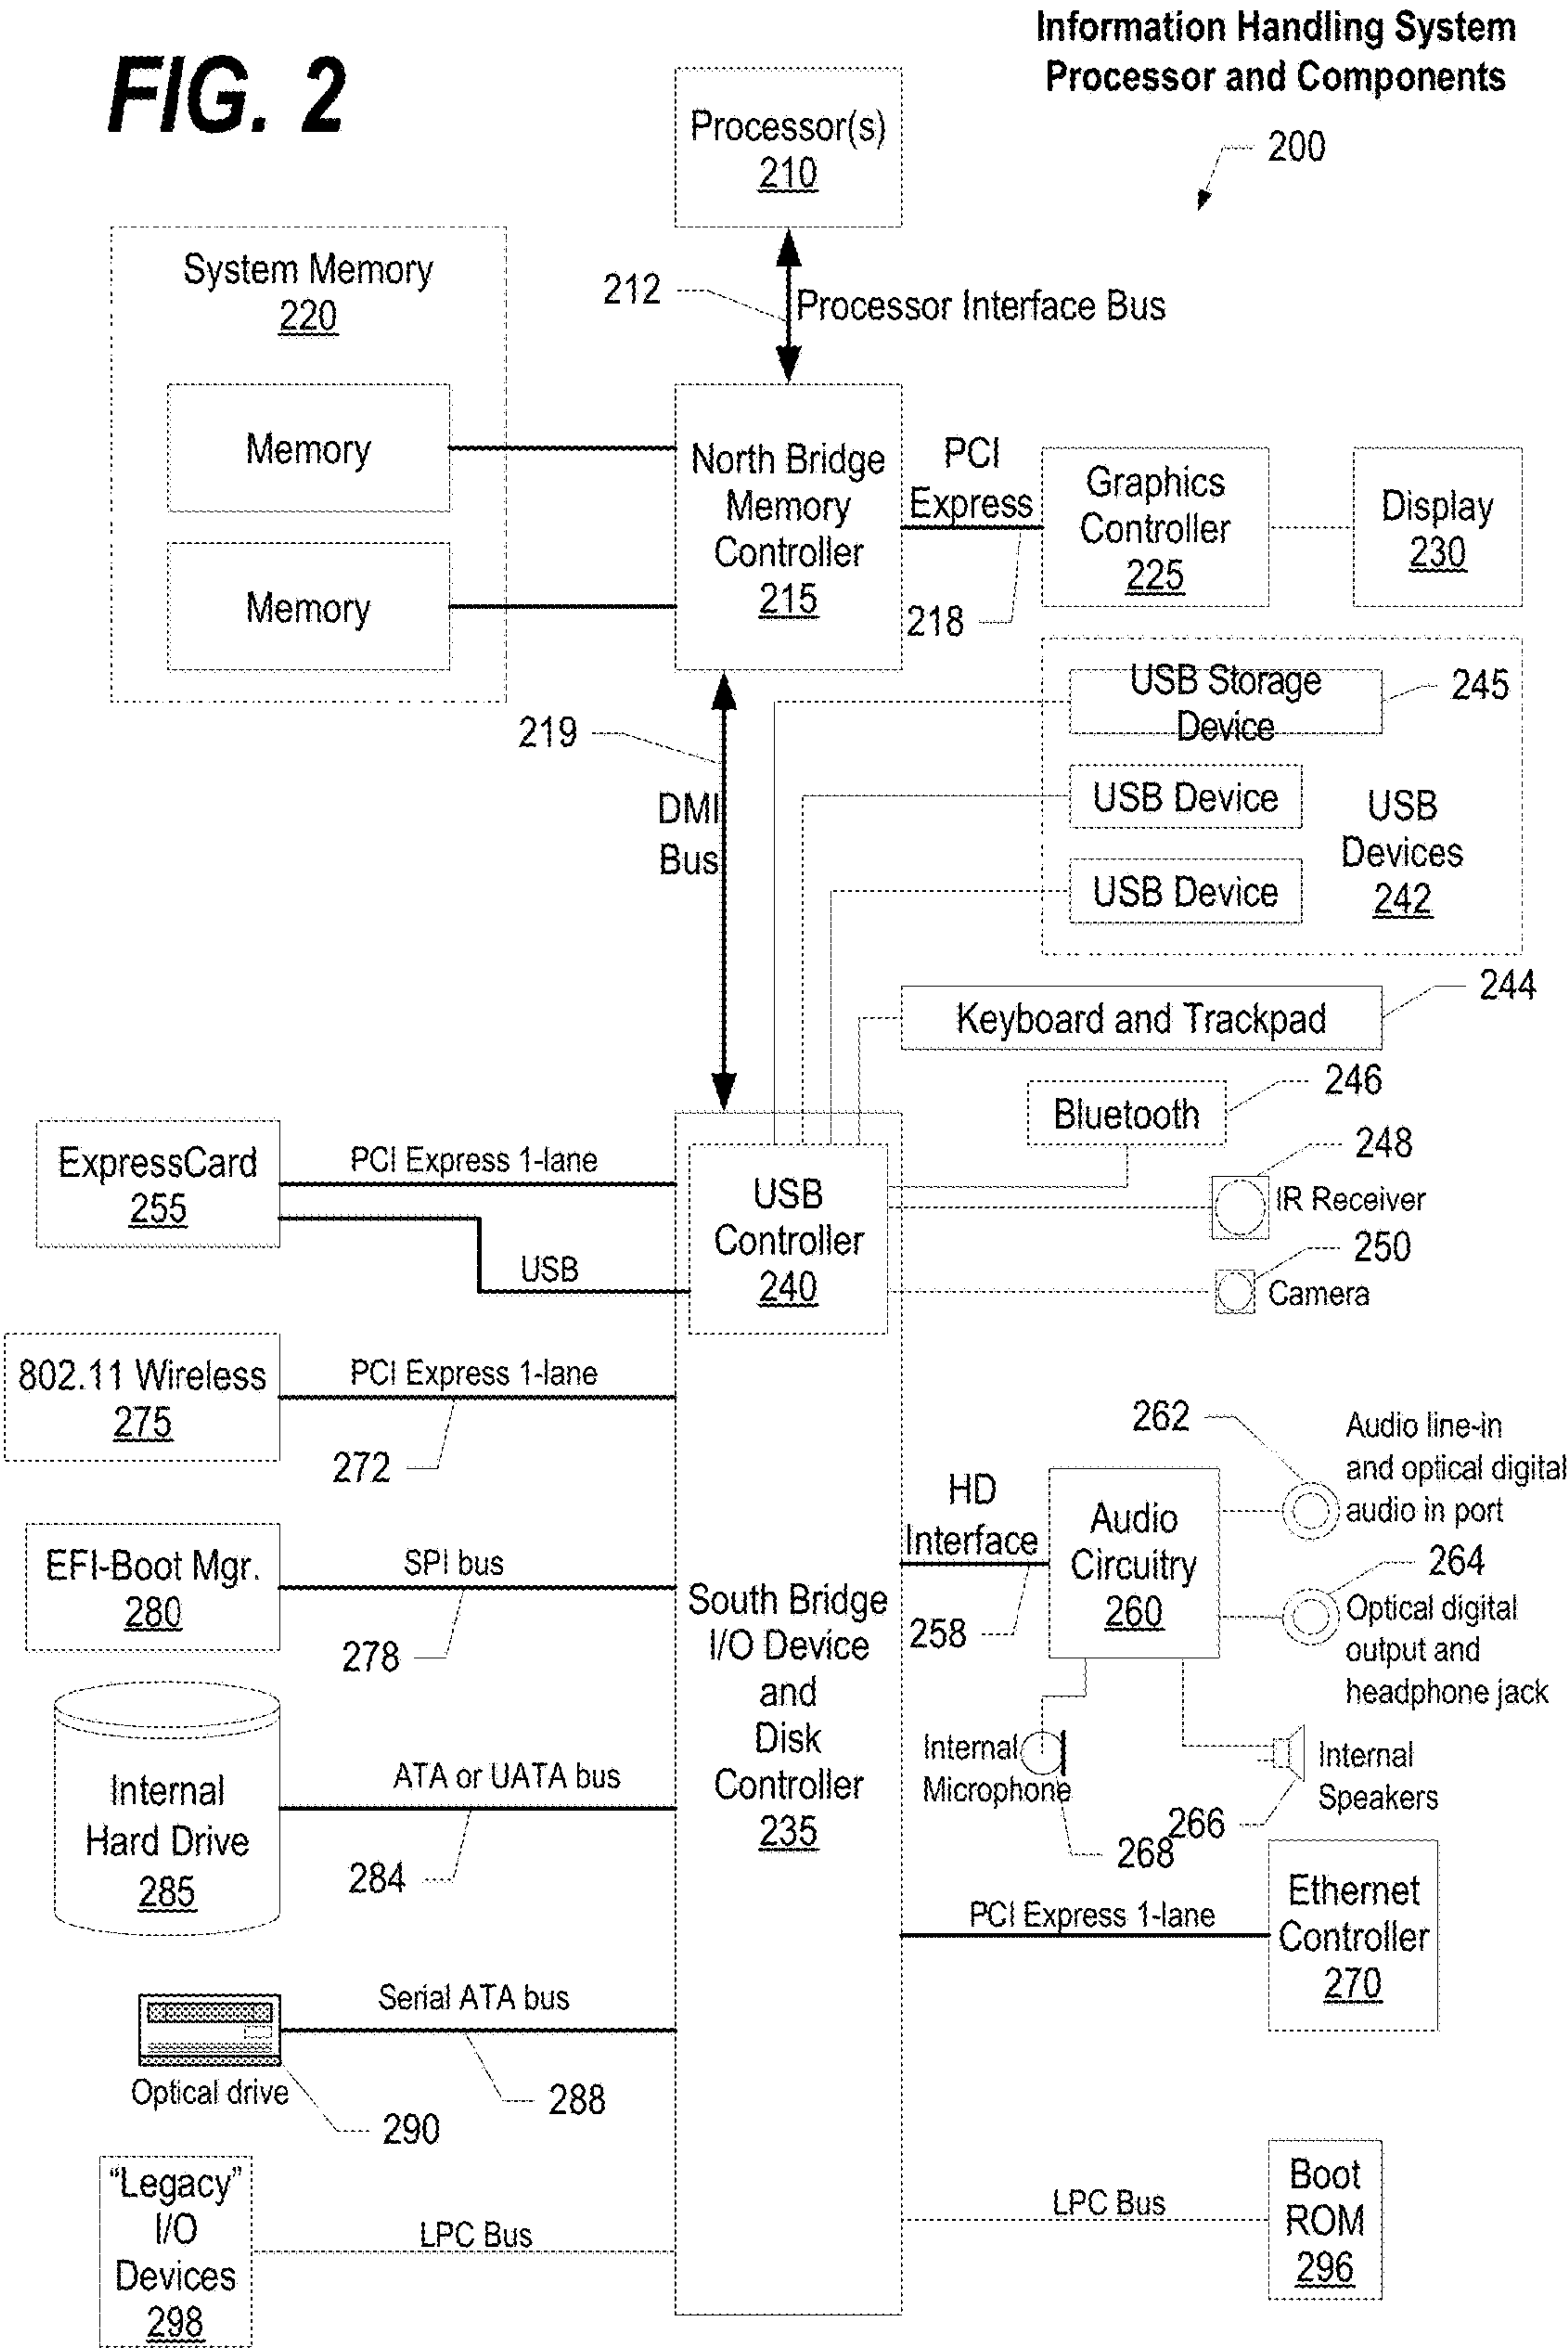 Information Handling System
Processor and Components
FIG. 2
200
Processor(s)
210
System Memory
220
212
Processor Interface Bus
Memory
Memory
North Bridge
Memory
Controller
215
PCI
Express
218
Graphics
Controller
225
Display
230
219
DMI
Bus
USB Storage
Device
245
USB Device
USB Device
USB
Devices
242
244
Keyboard and Trackpad
246
Bluetooth
248
IR Receiver
250
Camera
ExpressCard
255
PCI Express 1-lane
USB
USB
Controller
240
802.11 Wireless
275
PCI Express 1-lane
272
262
Audio line-in
and optical digital
audio in port
HD
Interface
258
Audio
Circuitry
260
264
Optical digital
output and
headphone jack
EFI-Boot Mgr.
280
SPI bus
278
South Bridge
I/O Device
and
Disk
Controller
235
Internal
Microphone
268
Internal
Speakers
266
Internal
Hard Drive
285
ATA or UATA bus
284
PCI Express 1-lane
Ethernet
Controller
270
Serial ATA bus
288
Optical drive
290
"Legacy"
I/O
Devices
298
LPC Bus
LPC Bus
Boot
ROM
296